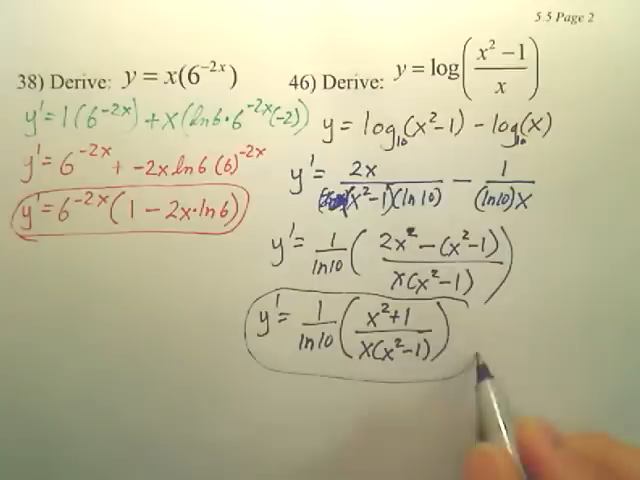 5.5 Page 2
38) Derive: y = x(6^{-2x})
y' = 1(6^{-2x}) + x(ln6·6^{-2x}(-2))
y' = 6^{-2x} + -2x ln6 (6)^{-2x}
y' = 6^{-2x}(1 - 2x·ln6)
46) Derive: y = log((x² - 1)/x)
y = log₁₀(x²-1) - log₁₀(x)
y' = 2x/((x²-1)(ln10)) - 1/((ln10)x)
y' = 1/ln10 ((2x² - (x²-1))/(x(x²-1)))
y' = 1/ln10 ((x²+1)/(x(x²-1)))